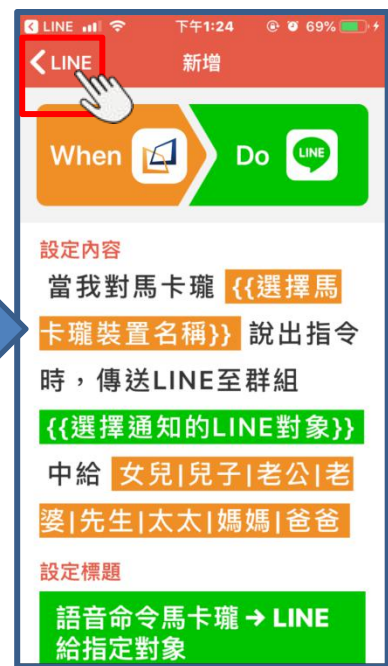 LINE 下午1:24 69%
LINE 新增
When Do LINE
設定內容
當我對馬卡瓏 {{選擇馬
卡瓏裝置名稱}} 說出指令
時，傳送LINE至群組
{{選擇通知的LINE對象}}
中給 女兒|兒子|老公|老
婆|先生|太太|媽媽|爸爸
設定標題
語音命令馬卡瓏 → LINE
給指定對象